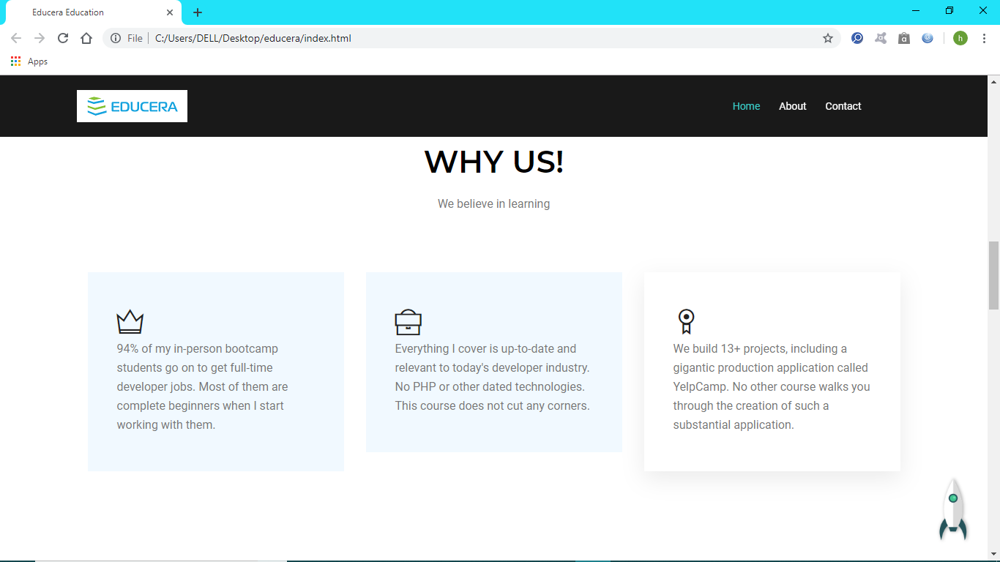 Educera Education
File
C:/Users/DELL/Desktop/educera/index.html
a
h
Apps
EDUCERA
Home About Contact
WHY US!
We believe in learning
94% of my in-person bootcamp
students go on to get full-time
developer jobs. Most of them are
complete beginners when I start
working with them.
Everything I cover is up-to-date and
relevant to today's developer industry.
No PHP or other dated technologies.
This course does not cut any corners.
We build 13+ projects, including a
gigantic production application called
YelpCamp. No other course walks you
through the creation of such a
substantial application.